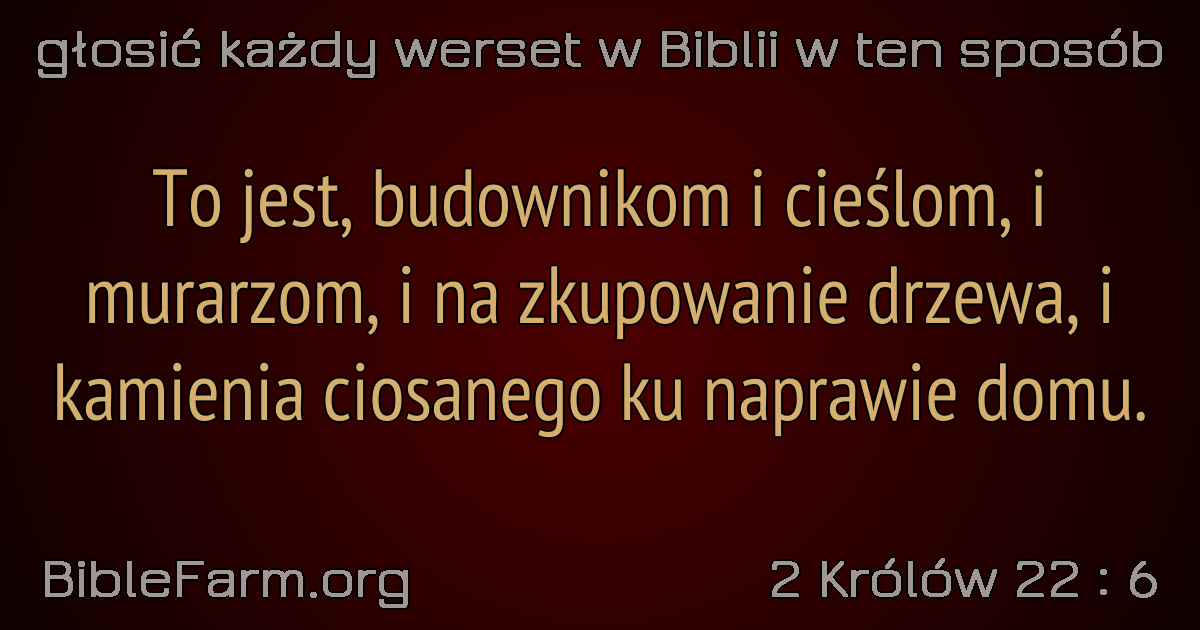 głosić każdy werset w Biblii w ten sposób
To jest, budownikom i cieślom, i
murarzom, i na zkupowanie drzewa, i
kamienia ciosanego ku naprawie domu.
BibleFarm.org
2 Królów 22 : 6